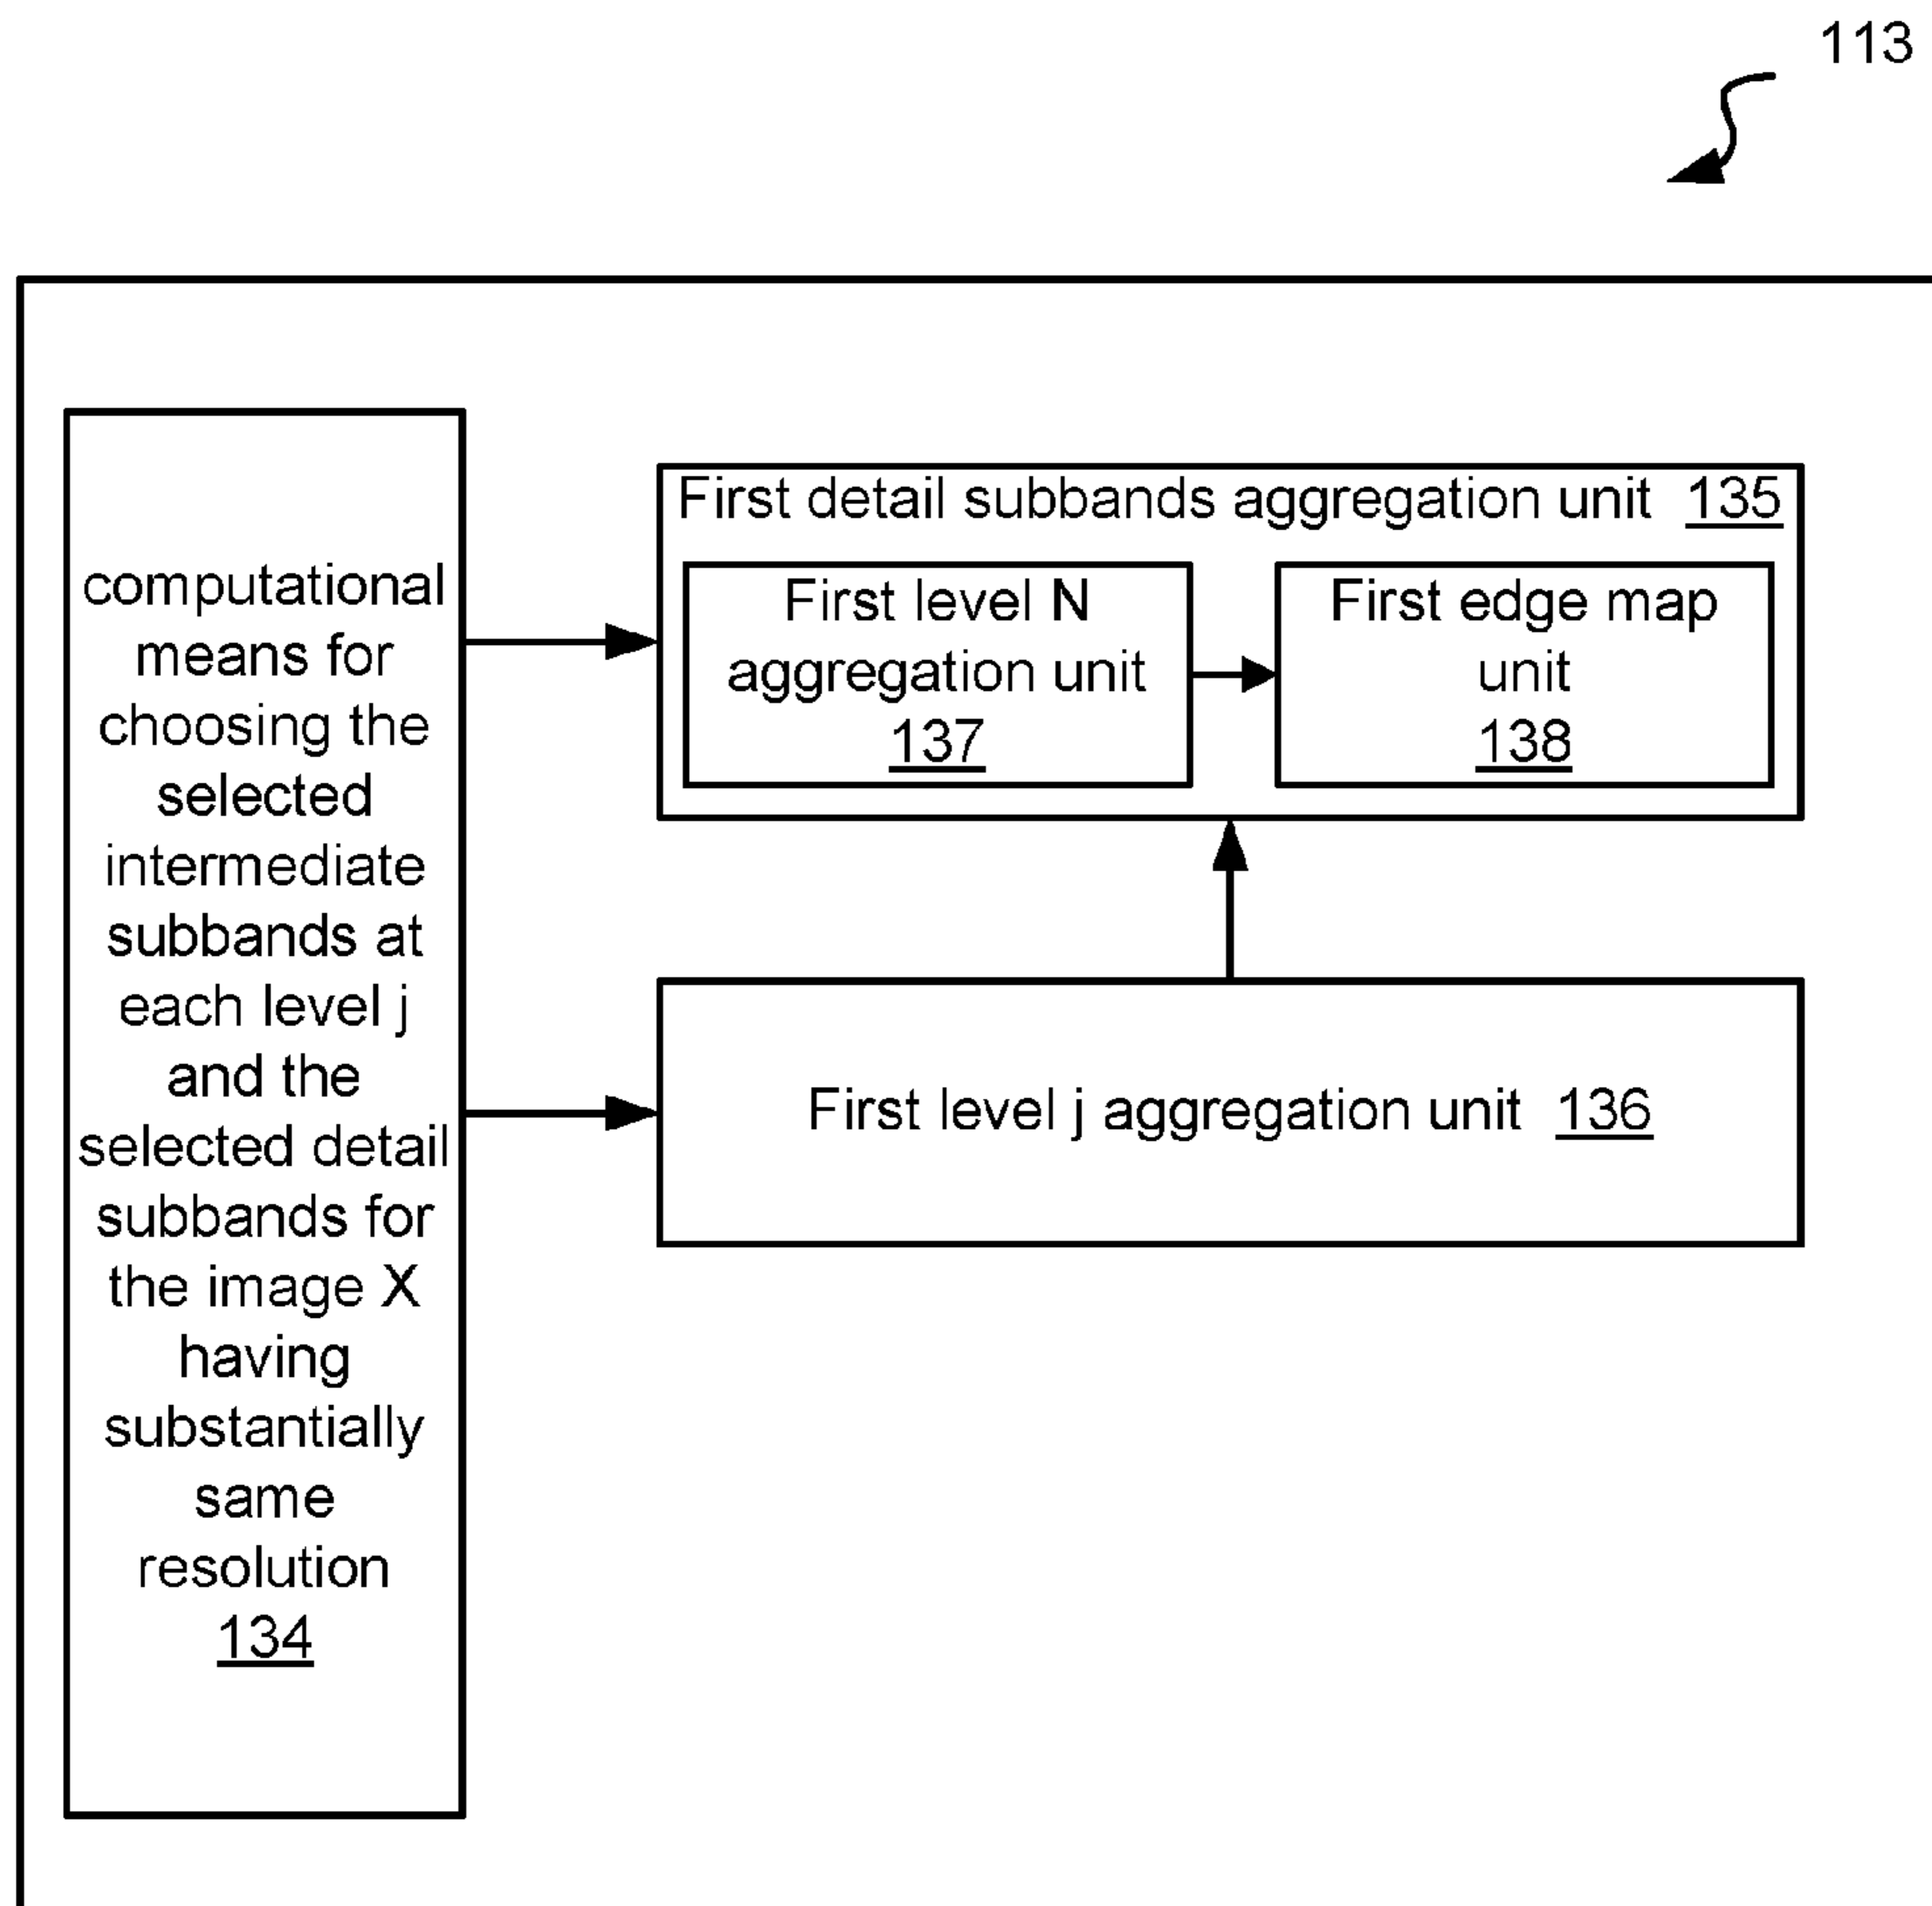 113
computational
means for
choosing the
selected
intermediate
subbands at
each level j
and the
selected detail
subbands for
the image X
having
substantially
same
resolution
134
First detail subbands aggregation unit 135
First level N
aggregation unit
137
First edge map
unit
138
First level j aggregation unit 136